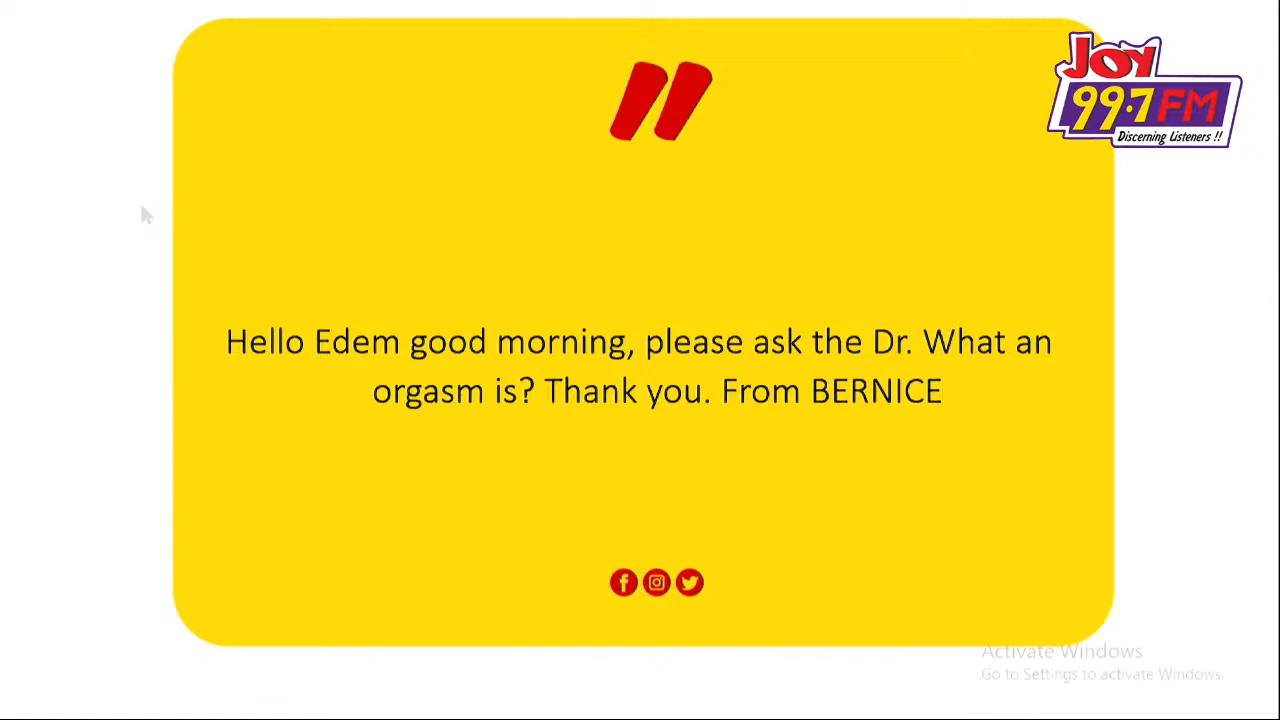 JOY
99.7 FM
Discerning Listeners !!
Hello Edem good morning, please ask the Dr. What an
orgasm is? Thank you. From BERNICE
Activate Windows
Go to Settings to activate Windows.